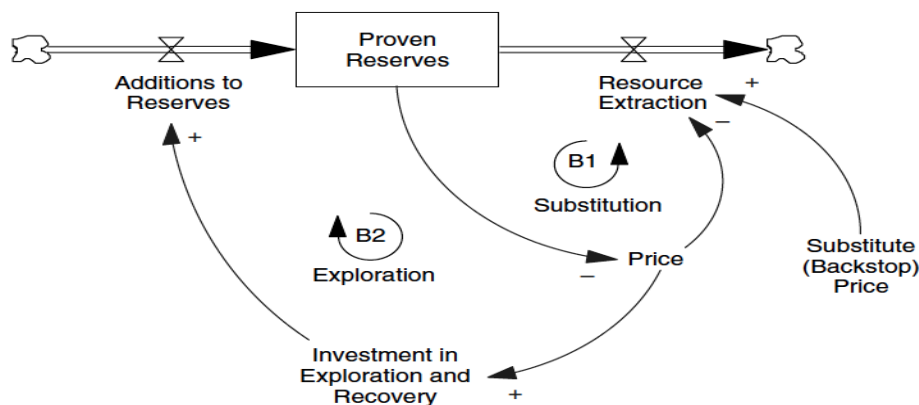 Proven
Reserves
Additions to
Reserves
Resource
Extraction
+
–
+
B1
Substitution
B2
Exploration
–
Price
Substitute
(Backstop)
Price
Investment in
Exploration and
Recovery
+